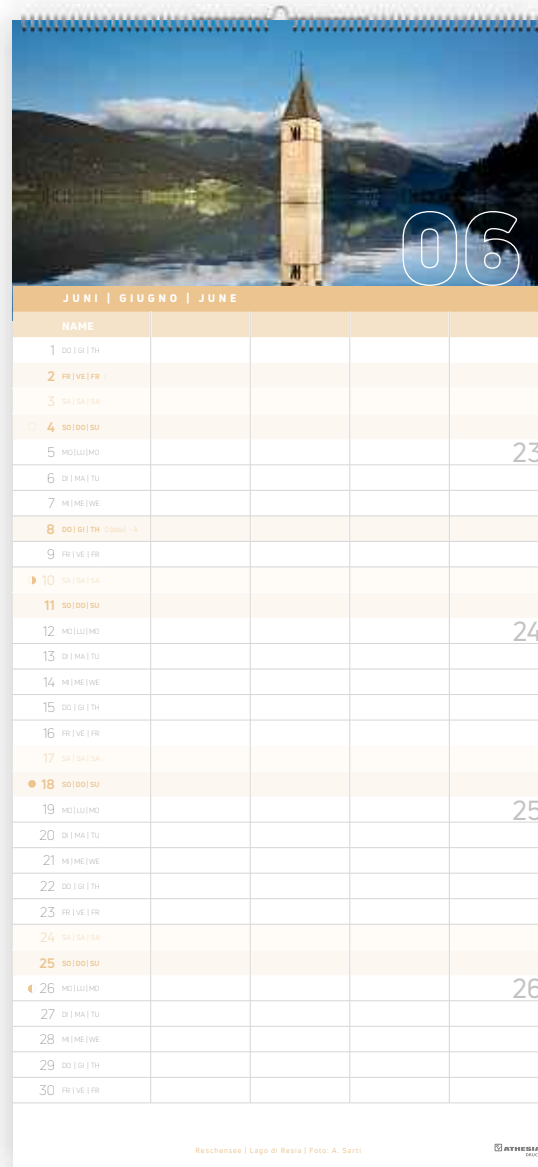 06
JUNI | GIUGNO | JUNE
NAME
1 DO | GI | TH
2 FR | VE | FR
3 SA | SA | SA
4 SO | DO | SU
5 MO | LU | MO 23
6 DI | MA | TU
7 MI | ME | WE
8 DO | GI | TH
9 FR | VE | FR
10 SA | SA | SA
11 SO | DO | SU
12 MO | LU | MO 24
13 DI | MA | TU
14 MI | ME | WE
15 DO | GI | TH
16 FR | VE | FR
17 SA | SA | SA
18 SO | DO | SU
19 MO | LU | MO 25
20 DI | MA | TU
21 MI | ME | WE
22 DO | GI | TH
23 FR | VE | FR
24 SA | SA | SA
25 SO | DO | SU
26 MO | LU | MO 26
27 DI | MA | TU
28 MI | ME | WE
29 DO | GI | TH
30 FR | VE | FR
Reschensee | Lago di Resia | Foto: A. Sarti
ATHESIA
DRUC